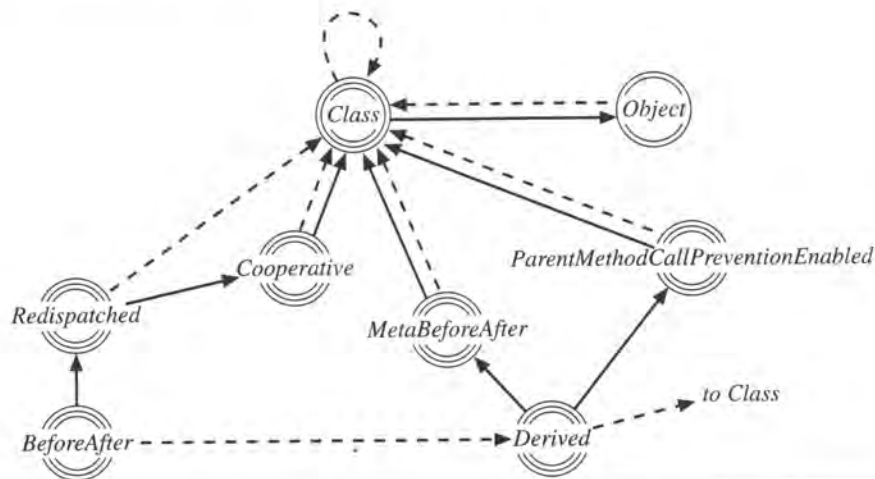 Class
Object
Cooperative
ParentMethodCallPreventionEnabled
Redispatched
MetaBeforeAfter
to Class
BeforeAfter
Derived